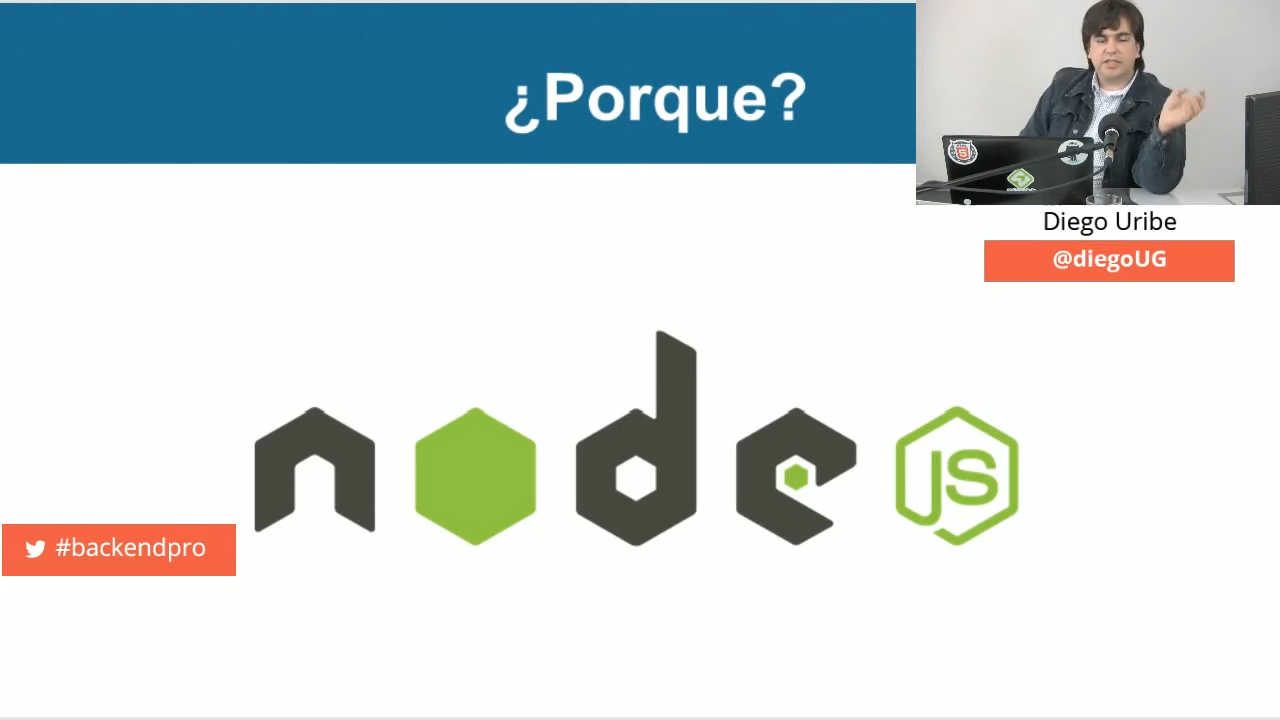 ¿Porque?
Diego Uribe
@diegoUG
node
JS
#backendpro